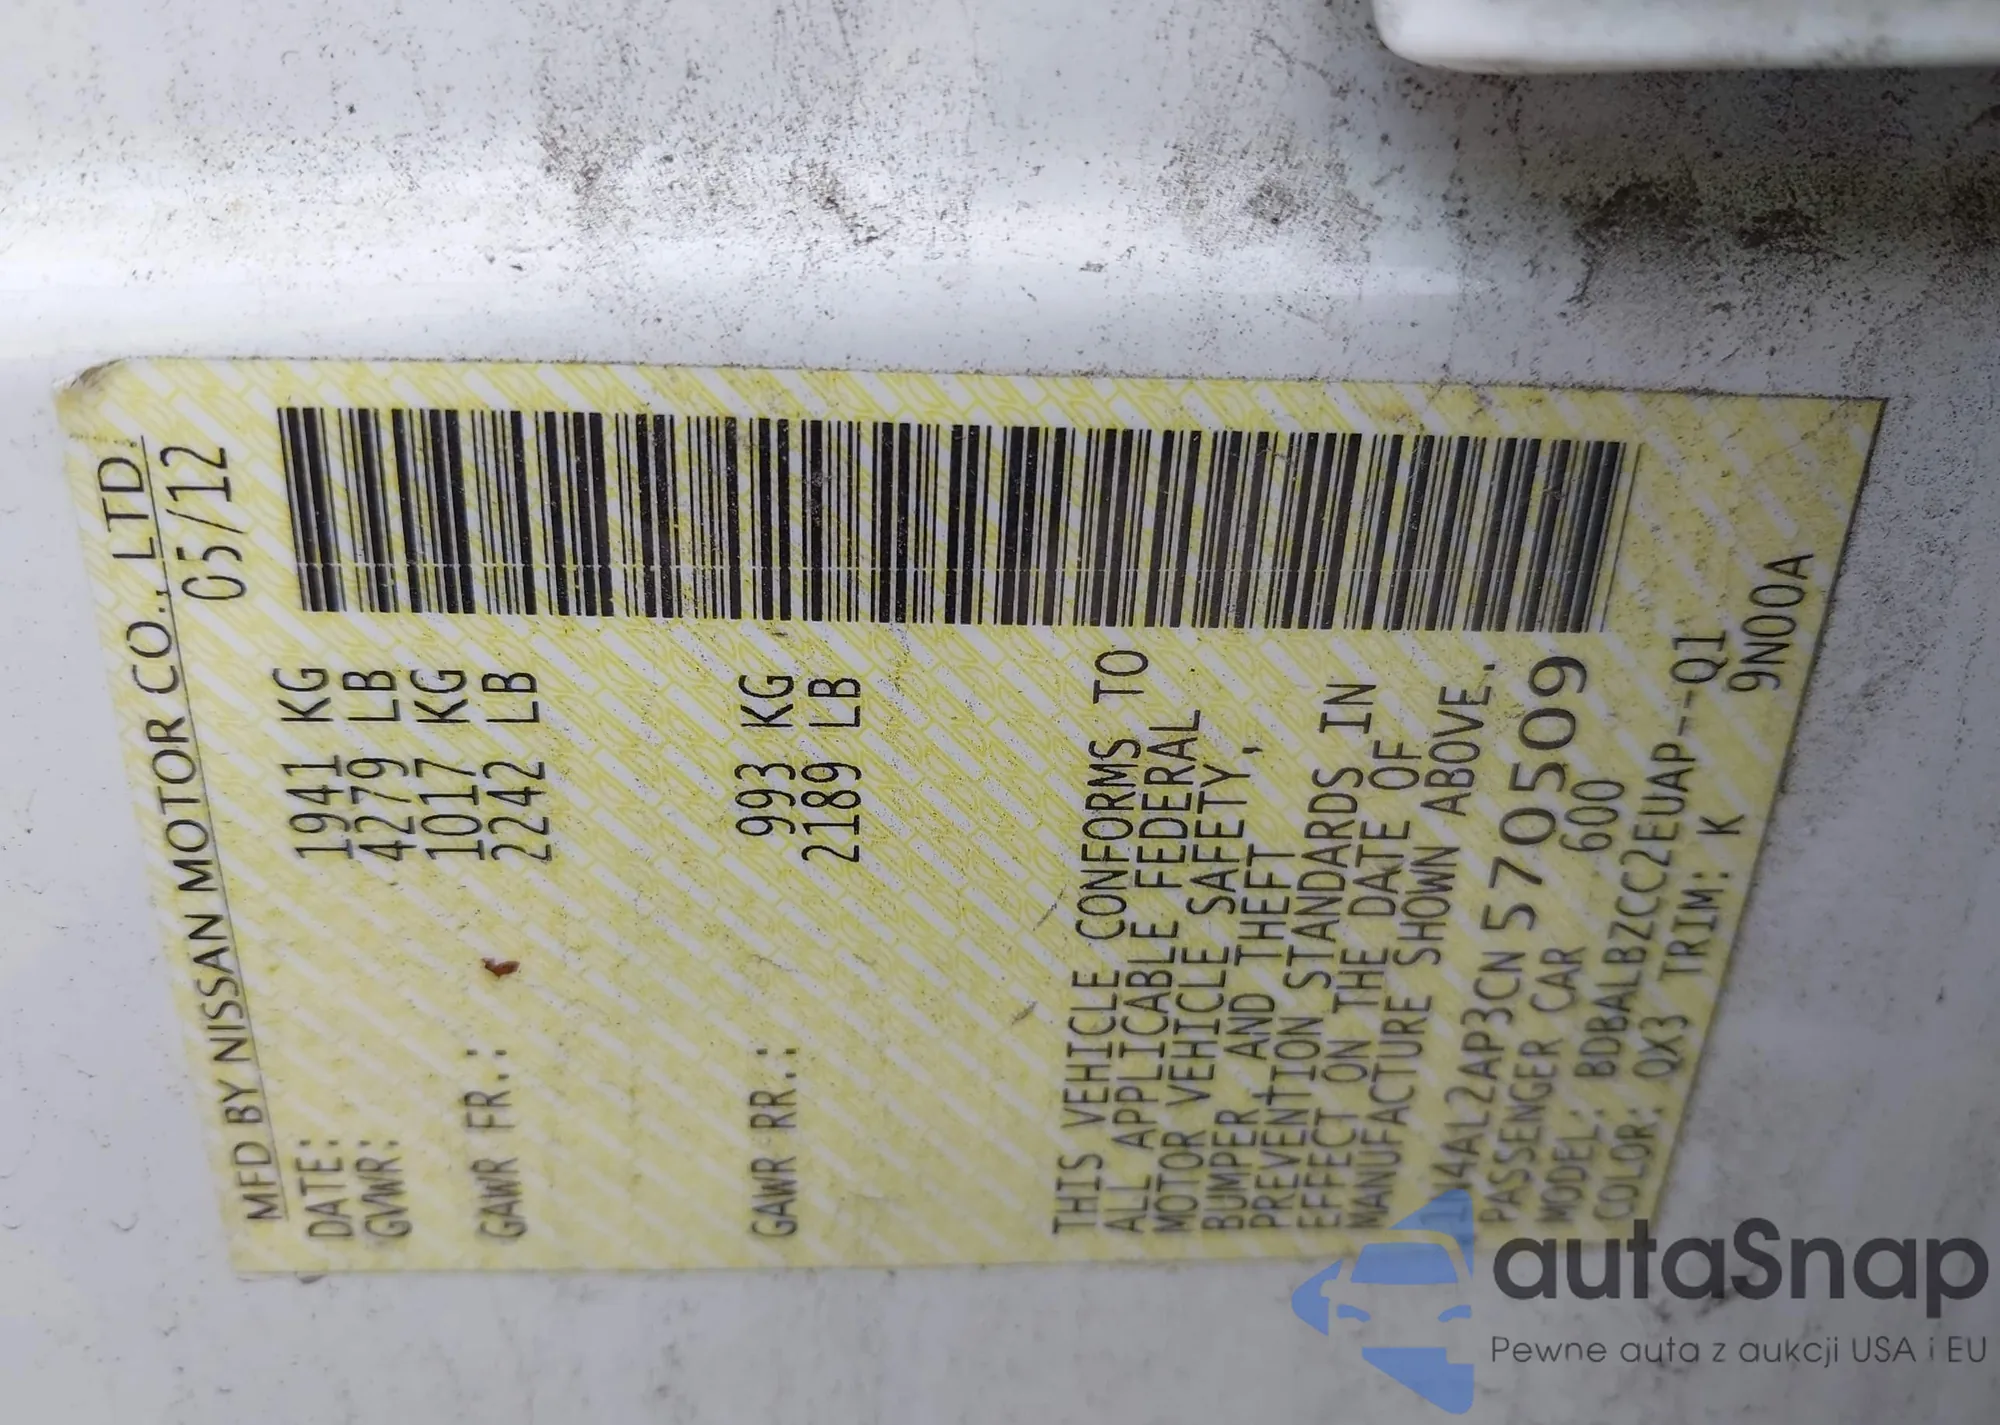 MFD BY NISSAN MOTOR CO., LTD.
DATE: 05/12
GVWR: 1941 KG
4279 LB
GAWR FR.: 1017 KG
2242 LB
GAWR RR.: 993 KG
2189 LB
THIS VEHICLE CONFORMS TO
ALL APPLICABLE FEDERAL
MOTOR VEHICLE SAFETY,
BUMPER AND THEFT
PREVENTION STANDARDS IN
EFFECT ON THE DATE OF
MANUFACTURE SHOWN ABOVE.
1N4AL2AP3CN 570509
PASSENGER CAR 600
MODEL: BDBALBZCC2EUAP--Q1
COLOR: QX3 TRIM: K 9N00A
autaSnap
Pewne auta z aukcji USA i EU